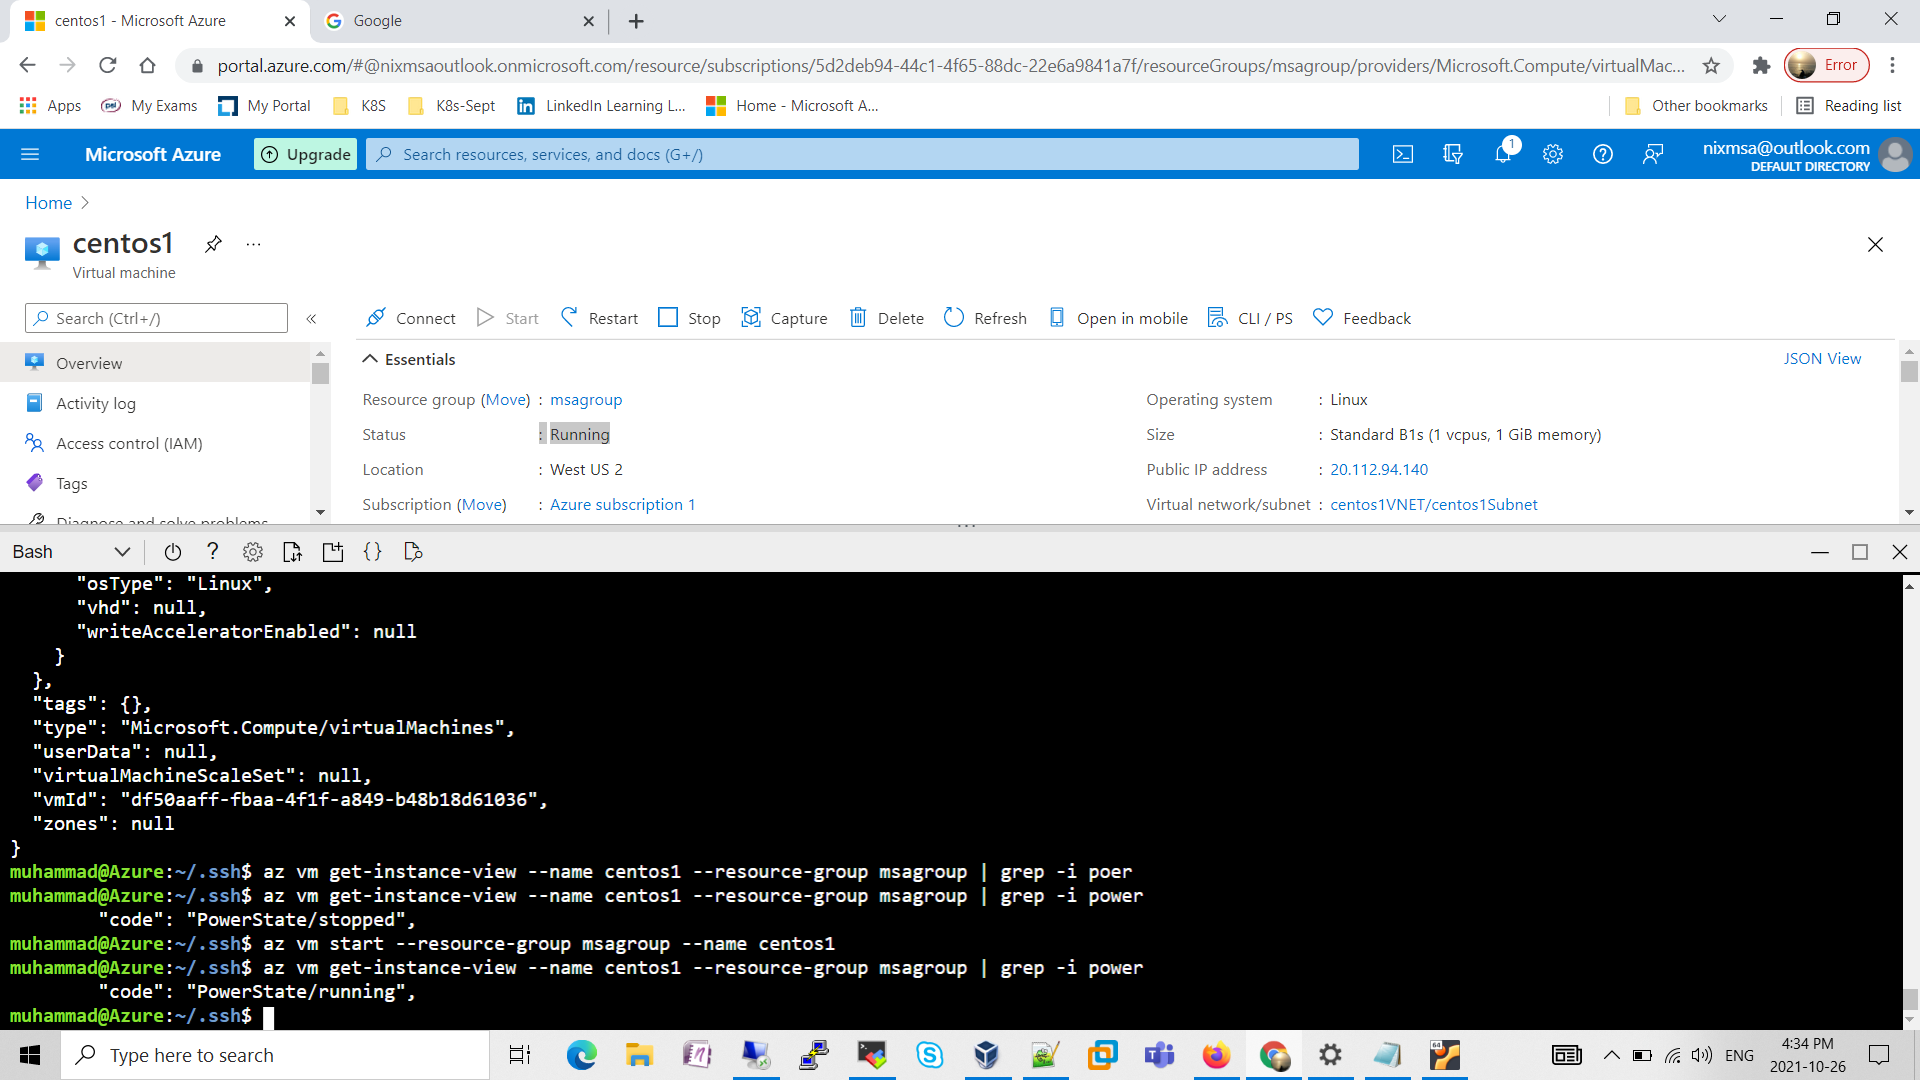 centos1 - Microsoft Azure
Google
portal.azure.com/#@nixmsaoutlook.onmicrosoft.com/resource/subscriptions/5d2deb94-44c1-4f65-88dc-22e6a9841a7f/resourceGroups/msagroup/providers/Microsoft.Compute/virtualMac...
Error
Apps
My Exams
My Portal
K8S
K8s-Sept
LinkedIn Learning L...
Home - Microsoft A...
Other bookmarks
Reading list
Microsoft Azure
Upgrade
Search resources, services, and docs (G+/)
1
nixmsa@outlook.com
DEFAULT DIRECTORY
Home
centos1
...
Virtual machine
Search (Ctrl+/)
«
Connect
Start
Restart
Stop
Capture
Delete
Refresh
Open in mobile
CLI / PS
Feedback
Overview
Activity log
Access control (IAM)
Tags
Diagnose and solve problems
Essentials
JSON View
Resource group (Move) : msagroup
Status : Running
Location : West US 2
Subscription (Move) : Azure subscription 1
Operating system : Linux
Size : Standard B1s (1 vcpus, 1 GiB memory)
Public IP address : 20.112.94.140
Virtual network/subnet : centos1VNET/centos1Subnet
Bash
?
{}
"osType": "Linux",
"vhd": null,
"writeAcceleratorEnabled": null
}
},
"tags": {},
"type": "Microsoft.Compute/virtualMachines",
"userData": null,
"virtualMachineScaleSet": null,
"vmId": "df50aaff-fbaa-4f1f-a849-b48b18d61036",
"zones": null
}
muhammad@Azure:~/.ssh$ az vm get-instance-view --name centos1 --resource-group msagroup | grep -i poer
muhammad@Azure:~/.ssh$ az vm get-instance-view --name centos1 --resource-group msagroup | grep -i power
"code": "PowerState/stopped",
muhammad@Azure:~/.ssh$ az vm start --resource-group msagroup --name centos1
muhammad@Azure:~/.ssh$ az vm get-instance-view --name centos1 --resource-group msagroup | grep -i power
"code": "PowerState/running",
muhammad@Azure:~/.ssh$
Type here to search
ENG
4:34 PM
2021-10-26